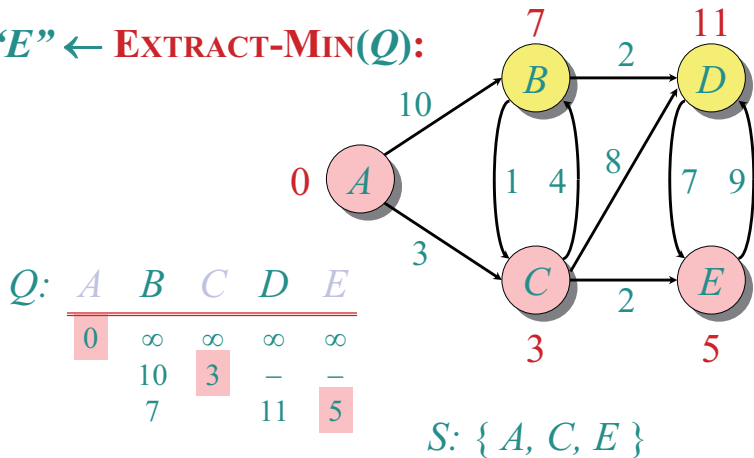 "E" ← EXTRACT-MIN(Q):
7 11
B 2 D
10
0 A 1 4 8 7 9
3
C 2 E
3 5
Q: A B C D E
0 ∞ ∞ ∞ ∞
10 3 – –
7 11 5
S: { A, C, E }